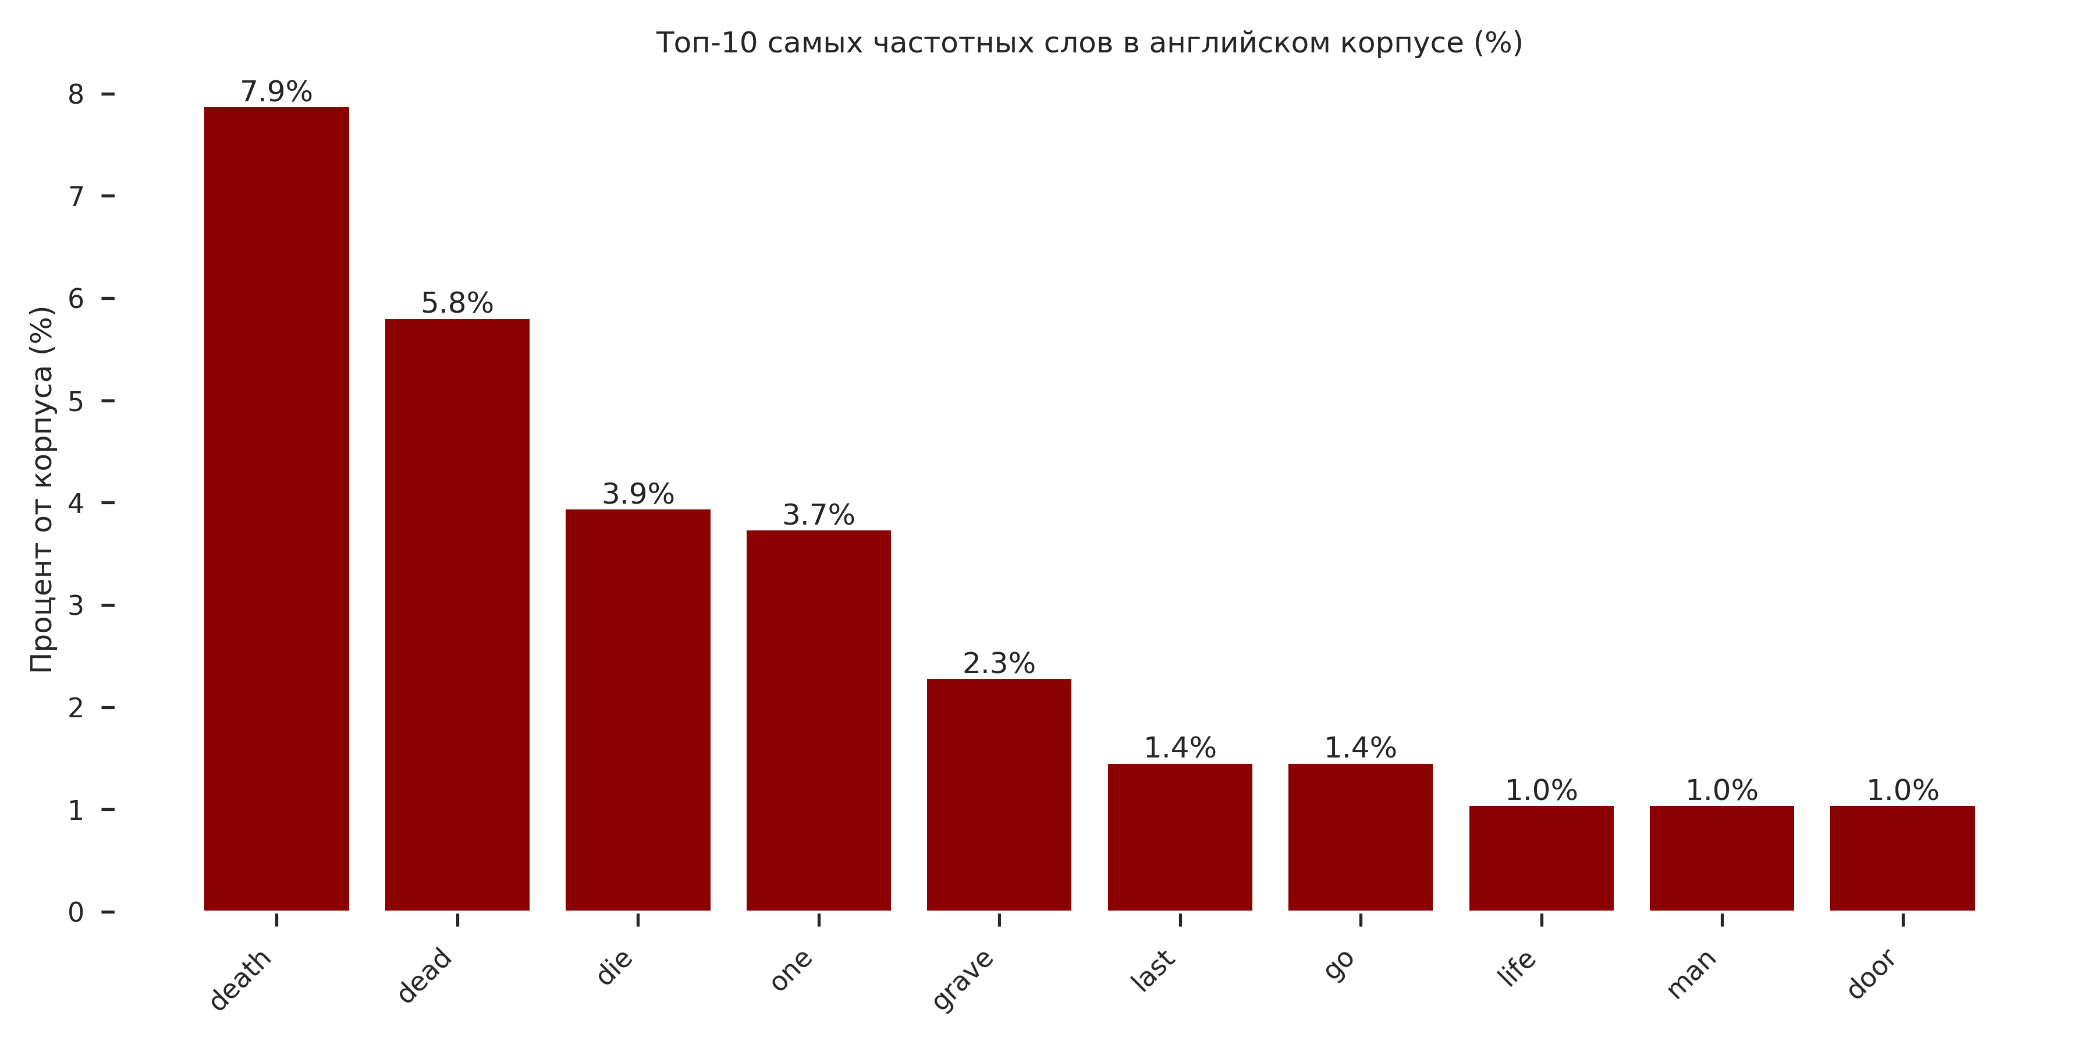 Топ-10 самых частотных слов в английском корпусе (%)
Процент от корпуса (%)
8
7
6
5
4
3
2
1
0
7.9%
5.8%
3.9%
3.7%
2.3%
1.4%
1.4%
1.0%
1.0%
1.0%
death
dead
die
one
grave
last
go
life
man
door